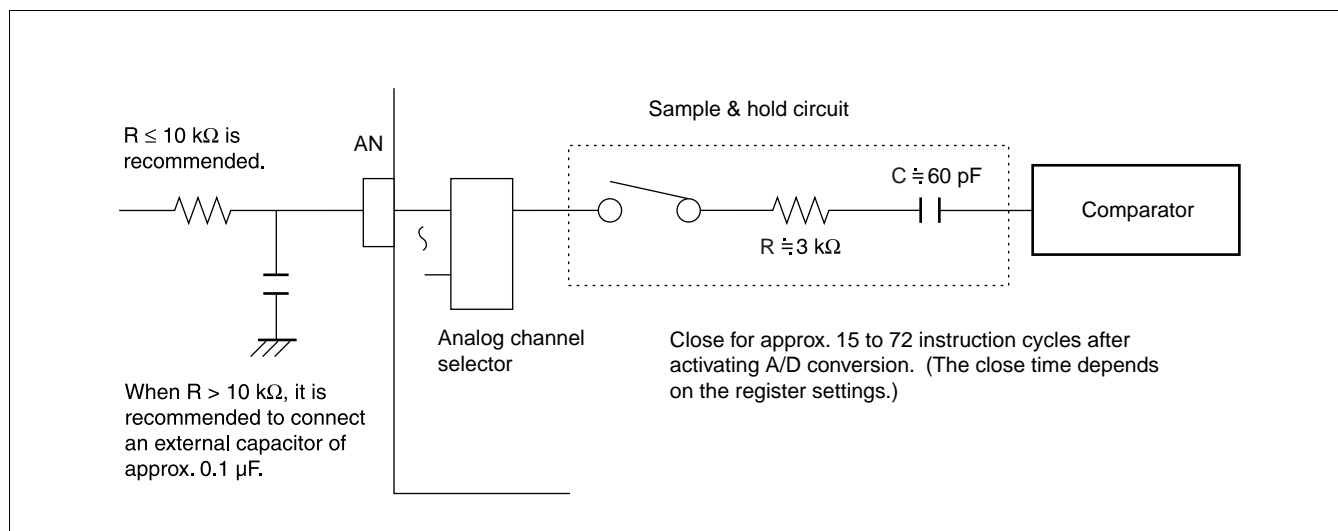 Sample & hold circuit
R ≤ 10 kΩ is
recommended.
AN
C ≒ 60 pF
Comparator
R ≒ 3 kΩ
Analog channel
selector
Close for approx. 15 to 72 instruction cycles after
activating A/D conversion. (The close time depends
on the register settings.)
When R > 10 kΩ, it is
recommended to connect
an external capacitor of
approx. 0.1 µF.